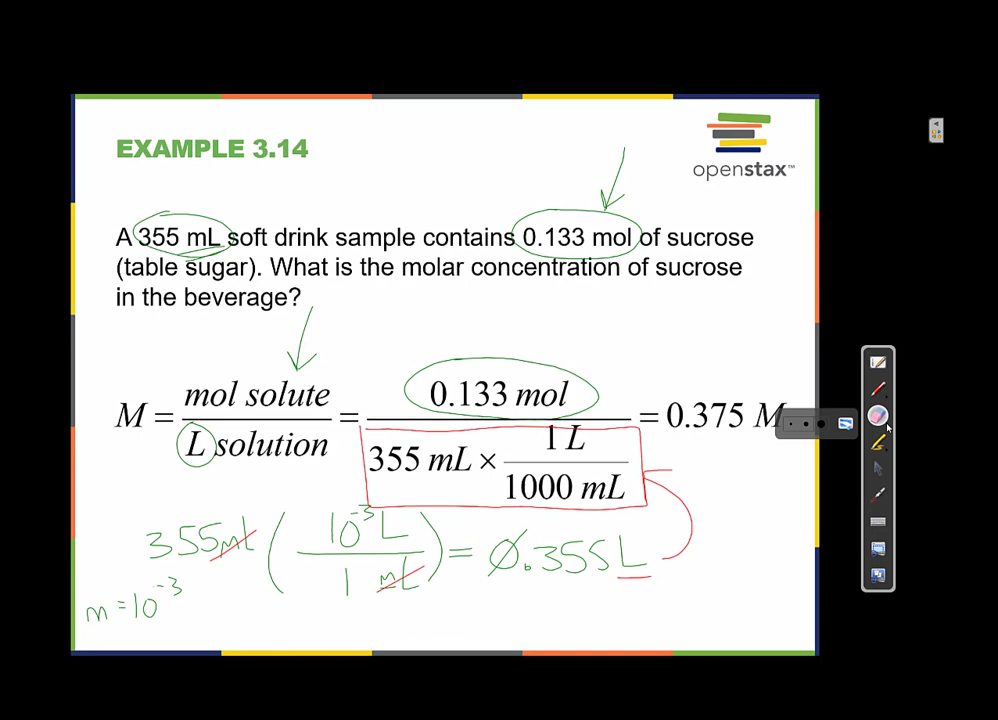 EXAMPLE 3.14
openstax™
A 355 mL soft drink sample contains 0.133 mol of sucrose
(table sugar). What is the molar concentration of sucrose
in the beverage?
M = mol solute / L solution = 0.133 mol / (355 mL × 1 L / 1000 mL) = 0.375 M
355 mL ( 10⁻³ L / 1 mL ) = 0.355 L
m = 10⁻³